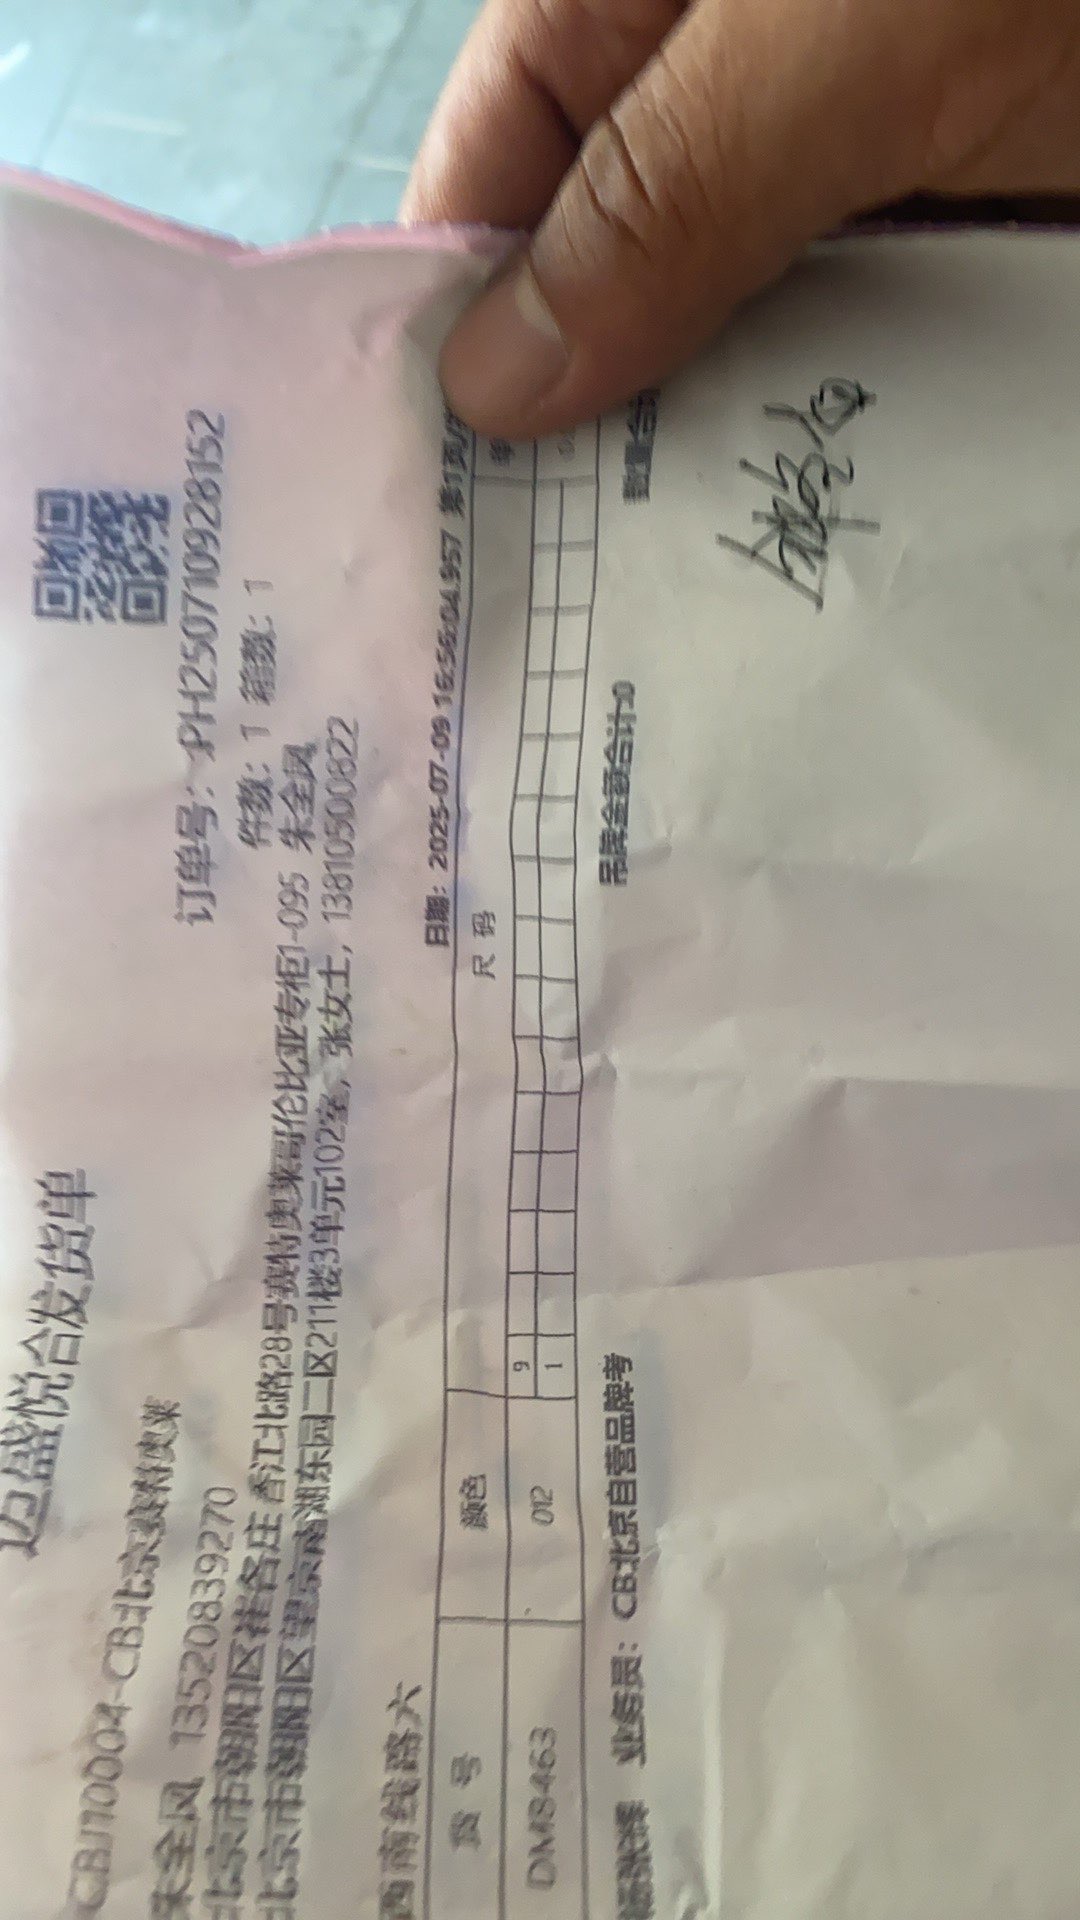 迈盛悦合发货单
CBJ10004-CB北京赛特奥莱
订单号：PH250710928152
朱全凤 13520839270
件数：1 箱数：1
北京市朝阳区崔各庄 香江北路28号赛特奥莱哥伦比亚专柜1-095 朱全凤
北京市朝阳区望京南湖东园二区211楼3单元102室，张女士，13810500822
西南线路六
日期：2025-07-09 16:56:04.957 第1页/
货号 颜色 尺码 单
9
DM8463 012 1
业务员：CB北京自营品牌考
吊牌金额合计:0
数量合计